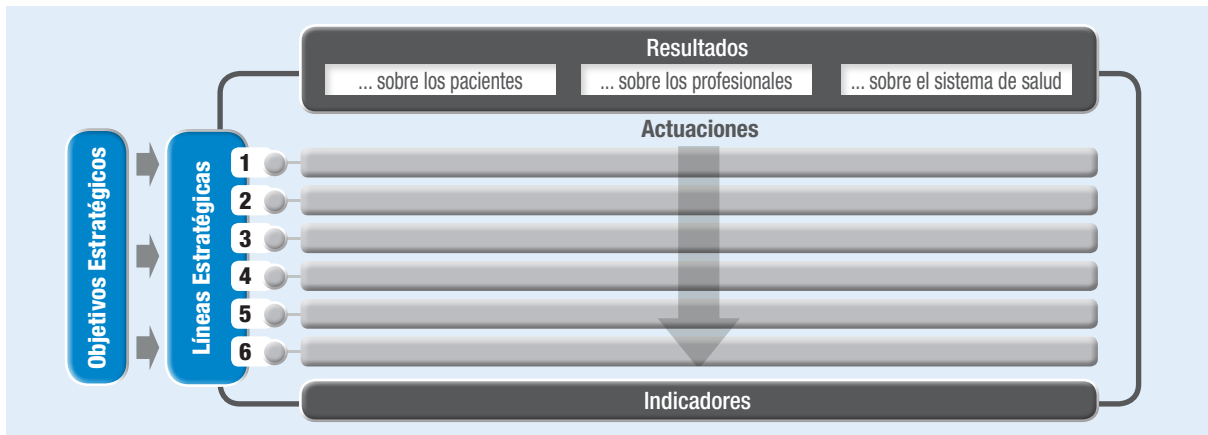 Resultados
... sobre los pacientes
... sobre los profesionales
... sobre el sistema de salud
Actuaciones
Objetivos Estratégicos
Líneas Estratégicas
1
2
3
4
5
6
Indicadores